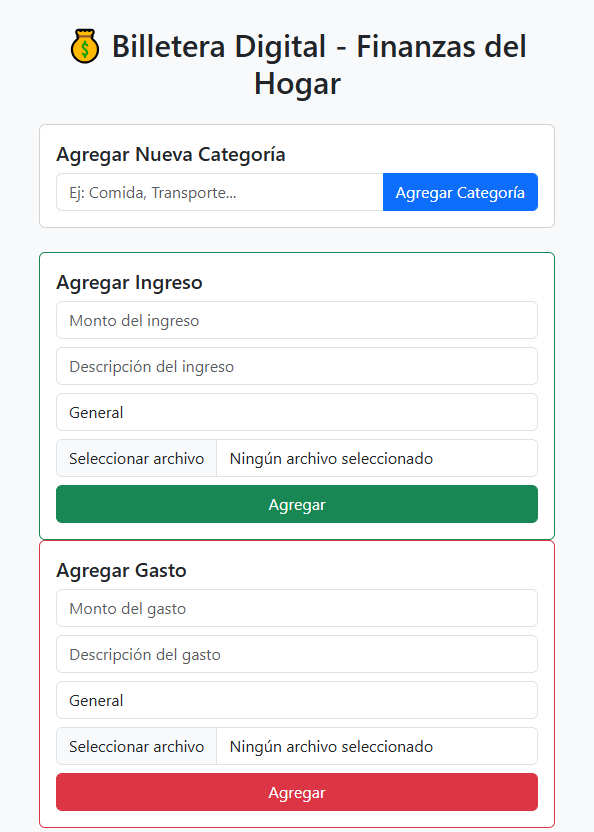 Billetera Digital - Finanzas del
Hogar
Agregar Nueva Categoría
Ej: Comida, Transporte...
Agregar Categoría
Agregar Ingreso
Monto del ingreso
Descripción del ingreso
General
Seleccionar archivo
Ningún archivo seleccionado
Agregar
Agregar Gasto
Monto del gasto
Descripción del gasto
General
Seleccionar archivo
Ningún archivo seleccionado
Agregar